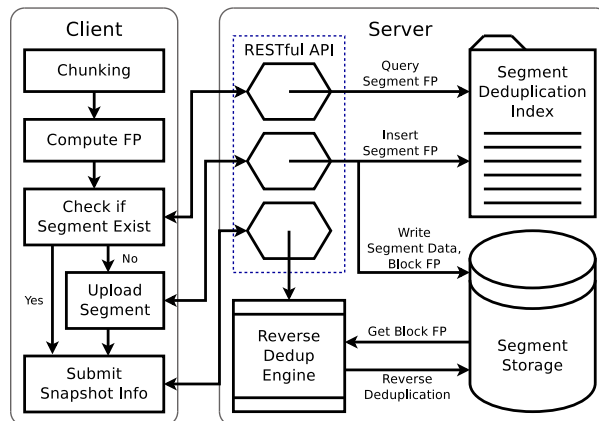 Client
Chunking
Compute FP
Check if
Segment Exist
No
Yes
Upload
Segment
Submit
Snapshot Info
Server
RESTful API
Query
Segment FP
Segment
Deduplication
Index
Insert
Segment FP
Write
Segment Data,
Block FP
Reverse
Dedup
Engine
Get Block FP
Reverse
Deduplication
Segment
Storage